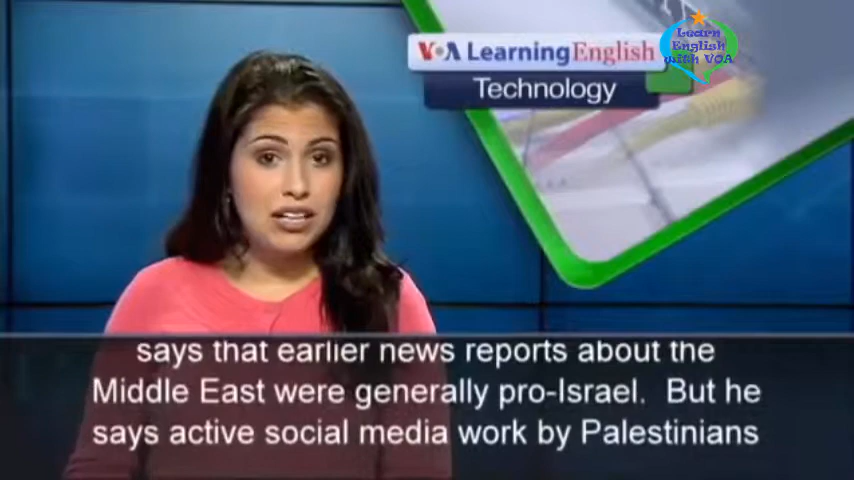 VOA Learning English
Technology
Learn
English
with VOA
says that earlier news reports about the
Middle East were generally pro-Israel. But he
says active social media work by Palestinians